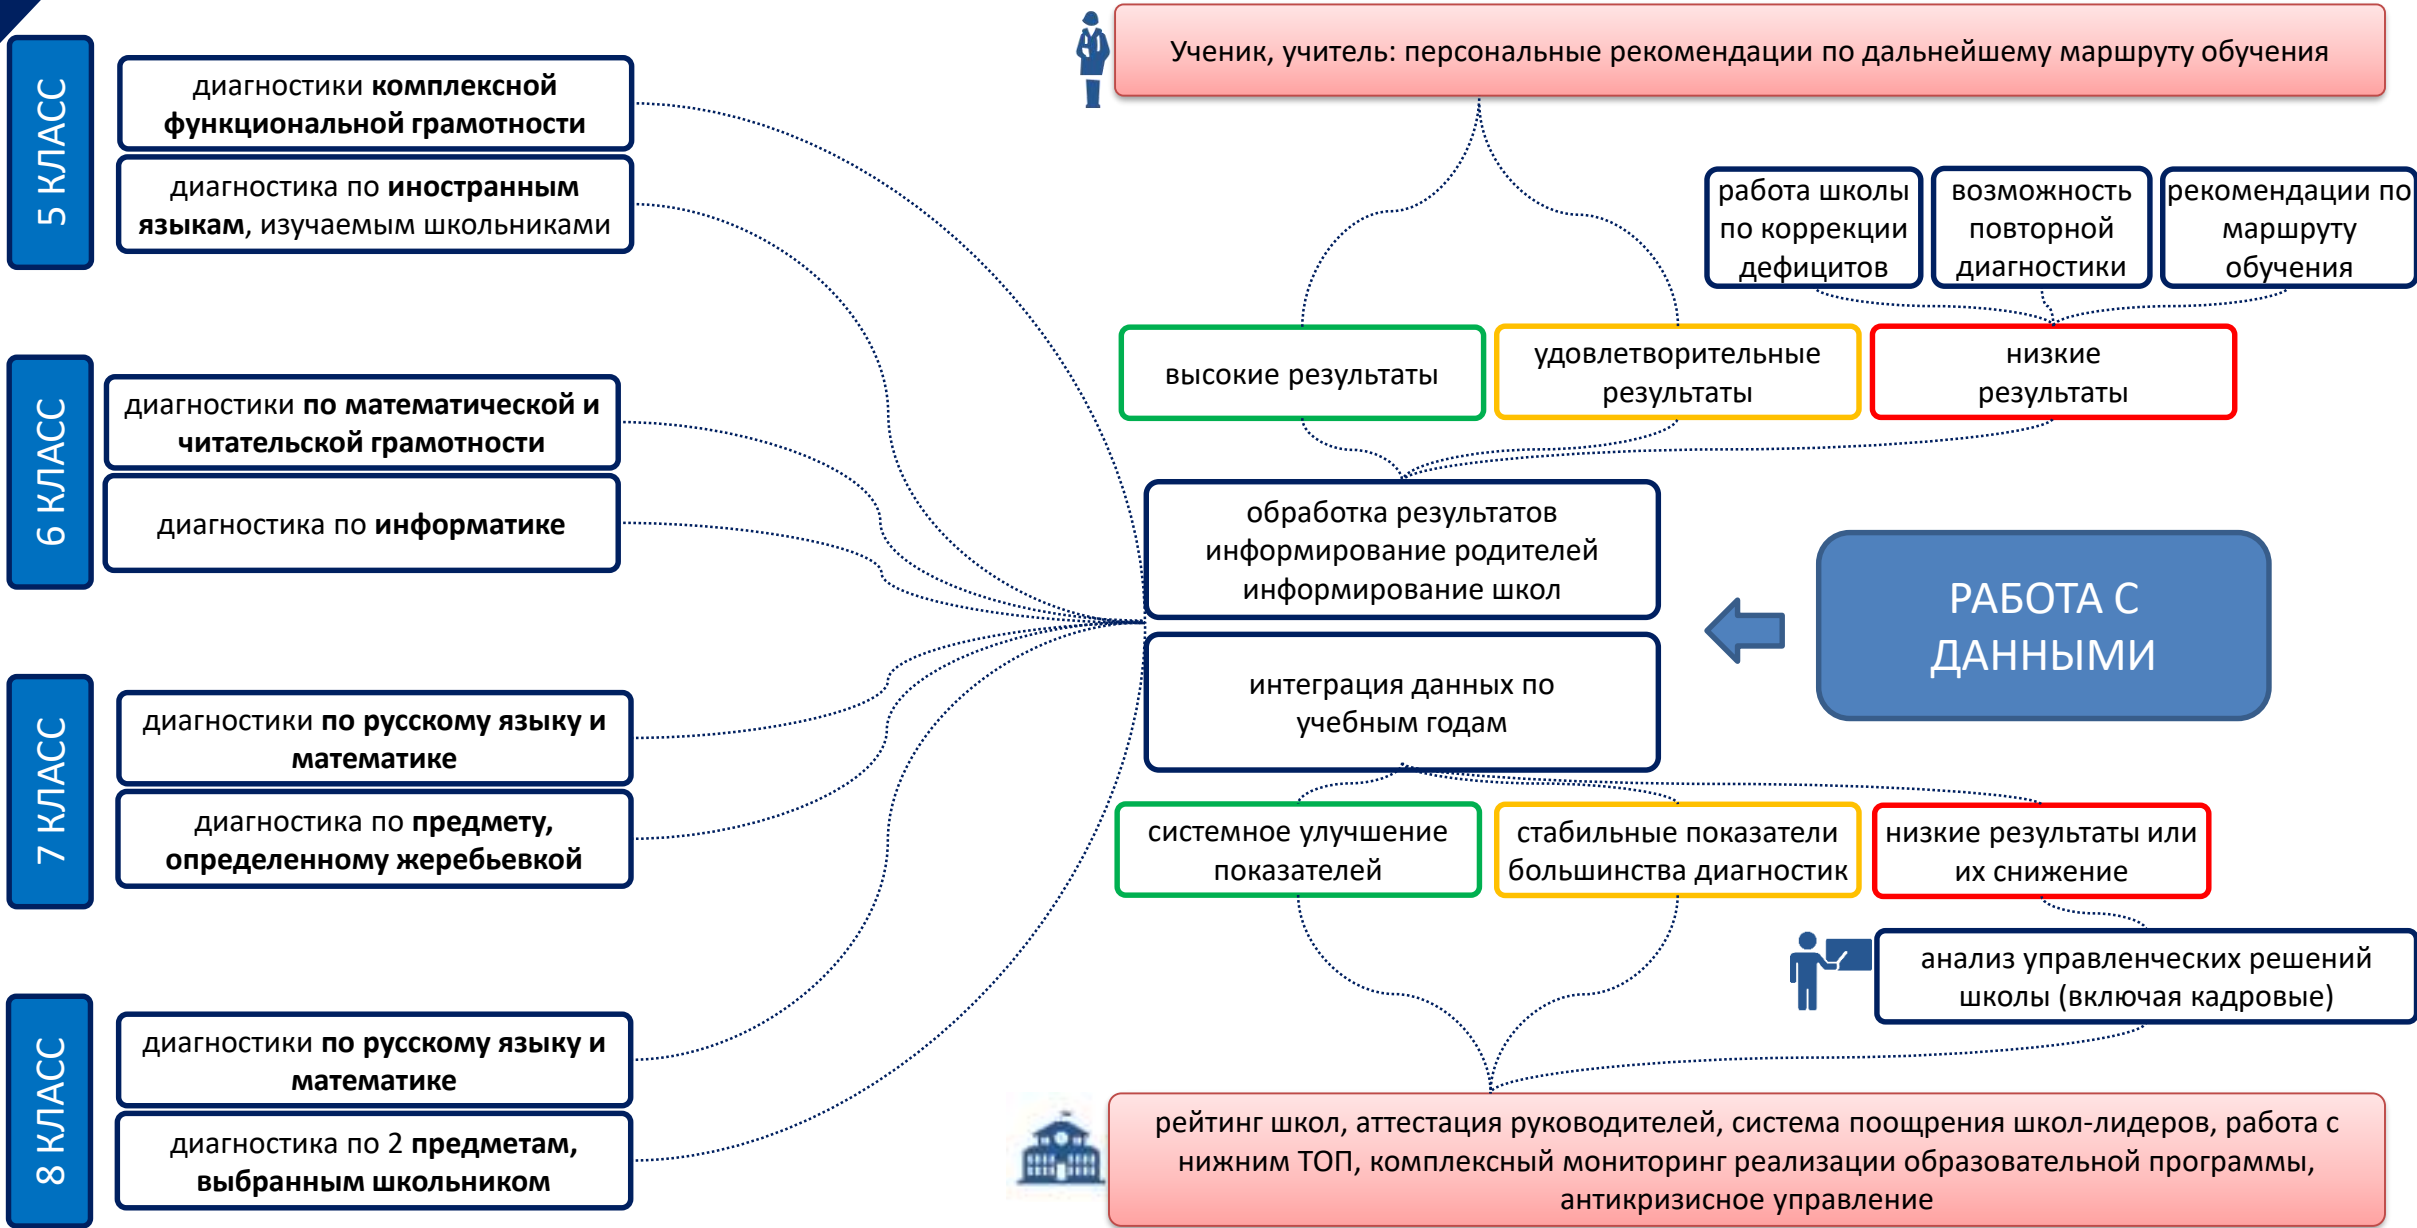 5 КЛАСС
диагностики комплексной
функциональной грамотности
диагностика по иностранным
языкам, изучаемым школьниками
6 КЛАСС
диагностики по математической и
читательской грамотности
диагностика по информатике
7 КЛАСС
диагностики по русскому языку и
математике
диагностика по предмету,
определенному жеребьевкой
8 КЛАСС
диагностики по русскому языку и
математике
диагностика по 2 предметам,
выбранным школьником
Ученик, учитель: персональные рекомендации по дальнейшему маршруту обучения
работа школы
по коррекции
дефицитов
возможность
повторной
диагностики
рекомендации по
маршруту
обучения
высокие результаты
удовлетворительные
результаты
низкие
результаты
обработка результатов
информирование родителей
информирование школ
интеграция данных по
учебным годам
РАБОТА С
ДАННЫМИ
системное улучшение
показателей
стабильные показатели
большинства диагностик
низкие результаты или
их снижение
анализ управленческих решений
школы (включая кадровые)
рейтинг школ, аттестация руководителей, система поощрения школ-лидеров, работа с
нижним ТОП, комплексный мониторинг реализации образовательной программы,
антикризисное управление